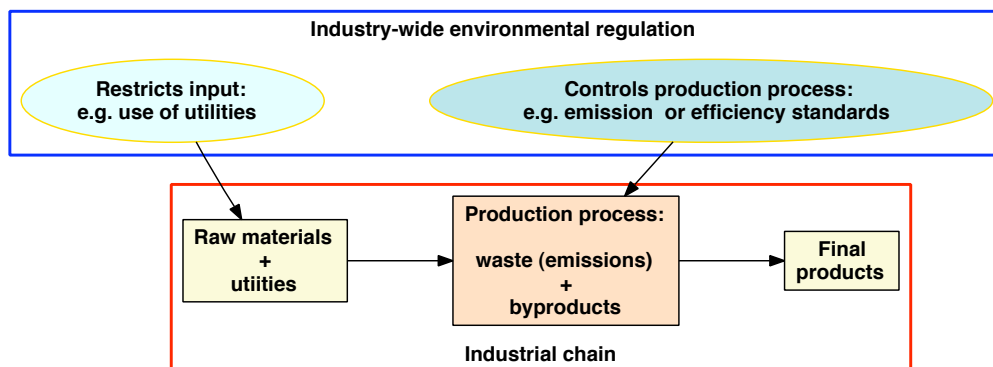 Industry-wide environmental regulation
Restricts input:
e.g. use of utilities
Controls production process:
e.g. emission or efficiency standards
Raw materials
+
utiities
Production process:
waste (emissions)
+
byproducts
Final
products
Industrial chain